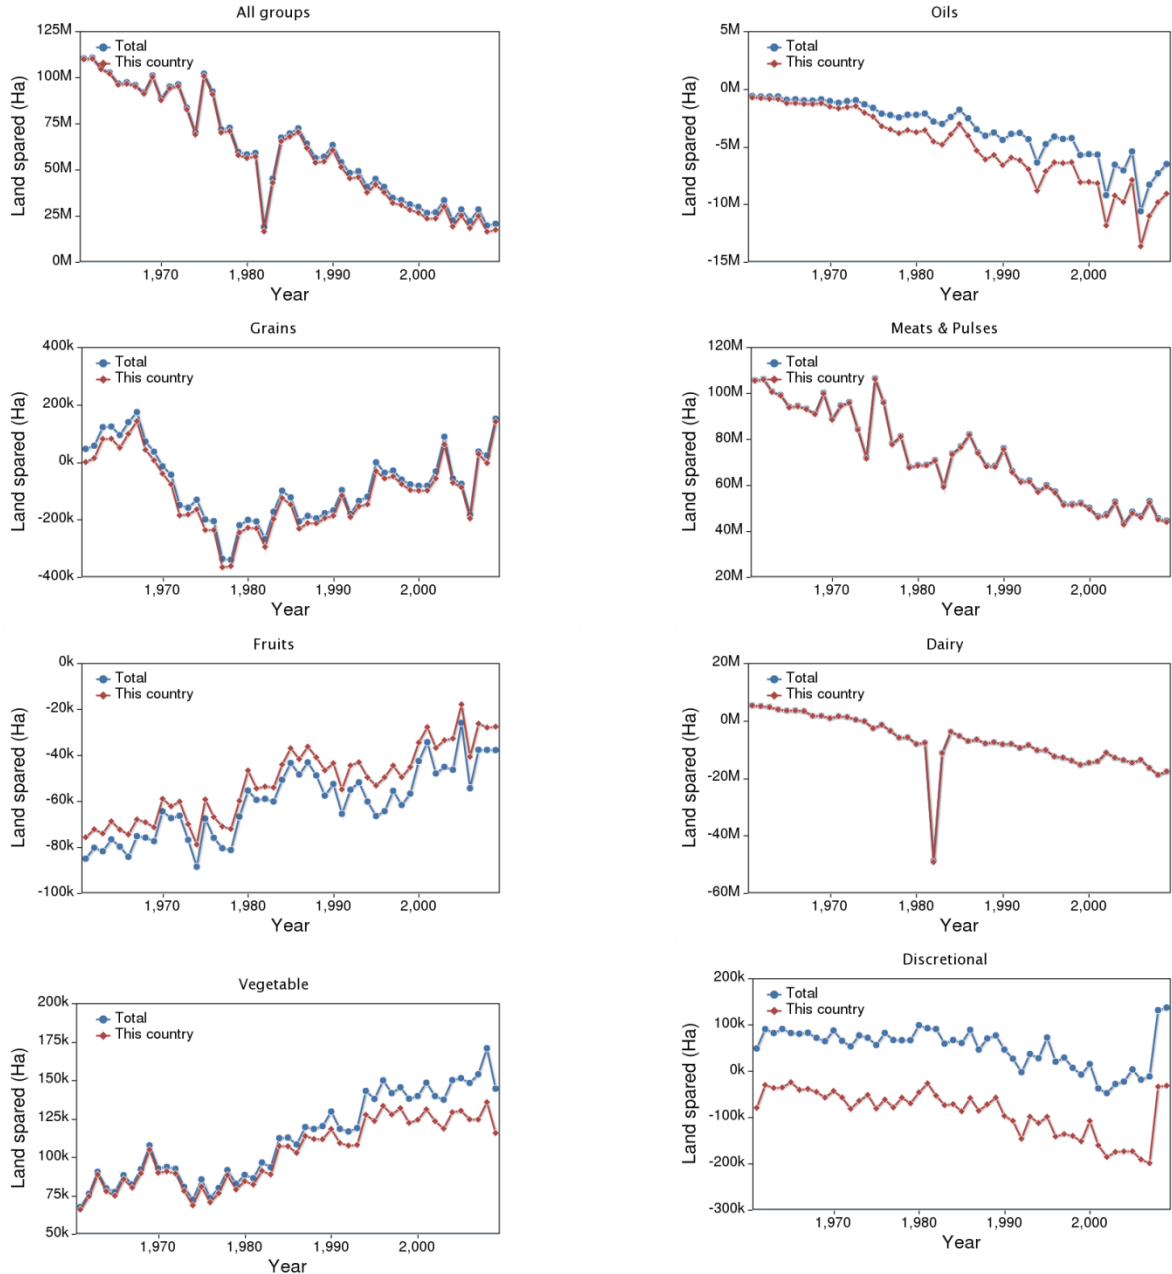 All groups
125M
100M
75M
50M
25M
0M
Land spared (Ha)
Total
This country
1,970
1,980
1,990
2,000
Year
Oils
5M
0M
-5M
-10M
-15M
Land spared (Ha)
Total
This country
1,970
1,980
1,990
2,000
Year
Grains
400k
200k
0k
-200k
-400k
Land spared (Ha)
Total
This country
1,970
1,980
1,990
2,000
Year
Meats & Pulses
120M
100M
80M
60M
40M
20M
Land spared (Ha)
Total
This country
1,970
1,980
1,990
2,000
Year
Fruits
0k
-20k
-40k
-60k
-80k
-100k
Land spared (Ha)
Total
This country
1,970
1,980
1,990
2,000
Year
Dairy
20M
0M
-20M
-40M
-60M
Land spared (Ha)
Total
This country
1,970
1,980
1,990
2,000
Year
Vegetable
200k
175k
150k
125k
100k
75k
50k
Land spared (Ha)
Total
This country
1,970
1,980
1,990
2,000
Year
Discretional
200k
100k
0k
-100k
-200k
-300k
Land spared (Ha)
Total
This country
1,970
1,980
1,990
2,000
Year